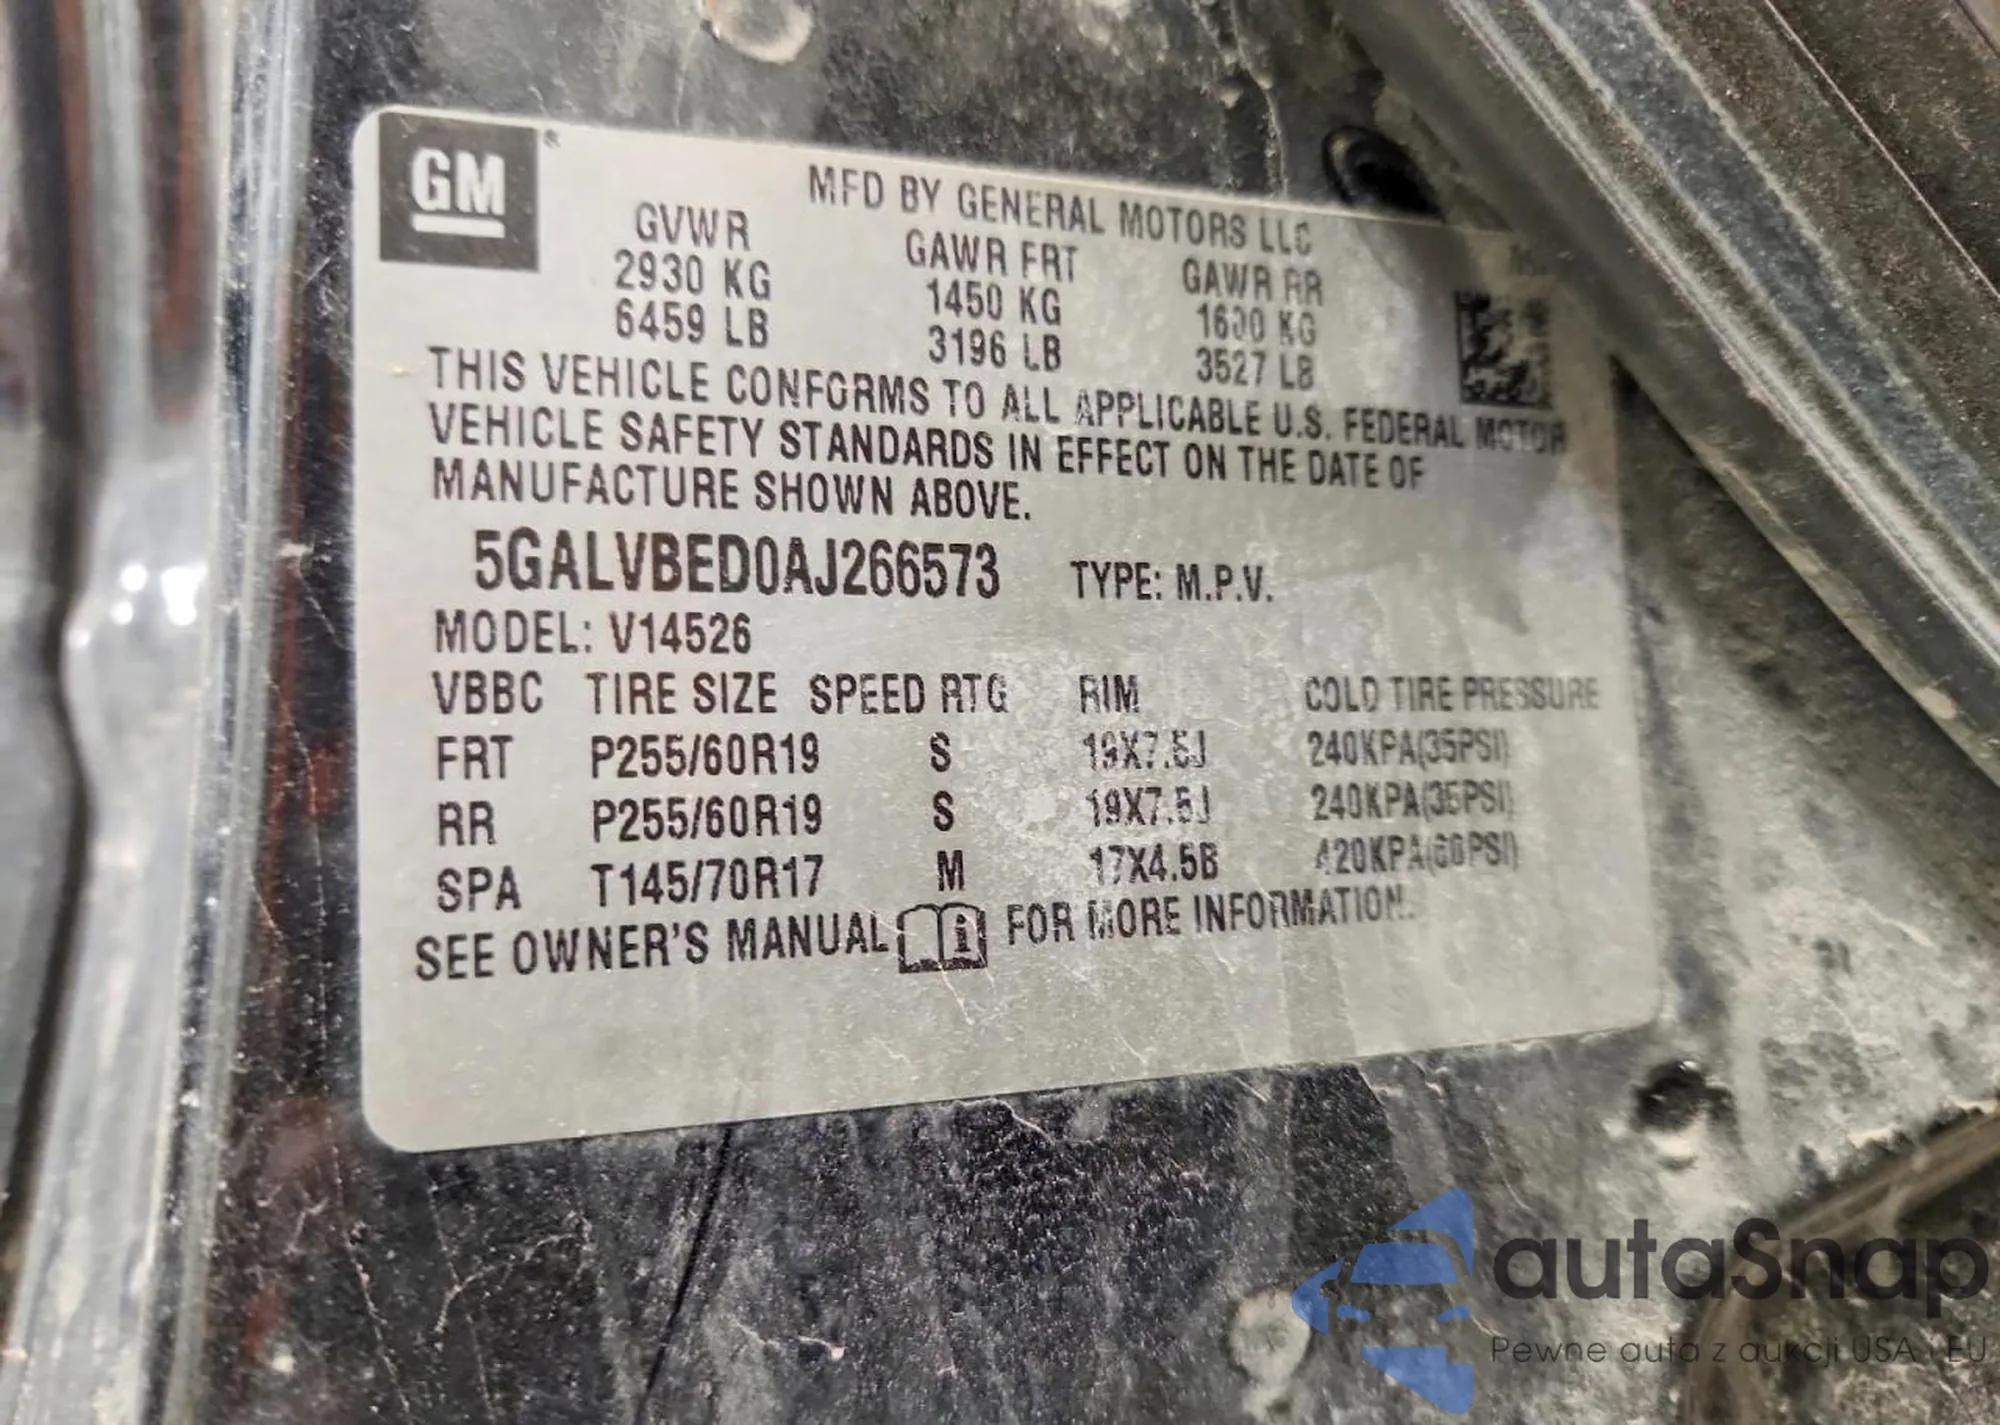 GM
MFD BY GENERAL MOTORS LLC
GVWR GAWR FRT GAWR RR
2930 KG 1450 KG 1600 KG
6459 LB 3196 LB 3527 LB
THIS VEHICLE CONFORMS TO ALL APPLICABLE U.S. FEDERAL MOTOR
VEHICLE SAFETY STANDARDS IN EFFECT ON THE DATE OF
MANUFACTURE SHOWN ABOVE.
5GALVBED0AJ266573 TYPE: M.P.V.
MODEL: V14526
VBBC TIRE SIZE SPEED RTG RIM COLD TIRE PRESSURE
FRT P255/60R19 S 19X7.5J 240KPA(35PSI)
RR P255/60R19 S 19X7.5J 240KPA(35PSI)
SPA T145/70R17 M 17X4.5B 420KPA(60PSI)
SEE OWNER'S MANUAL i FOR MORE INFORMATION.
autaSnap
Pewne auta z aukcji USA i EU